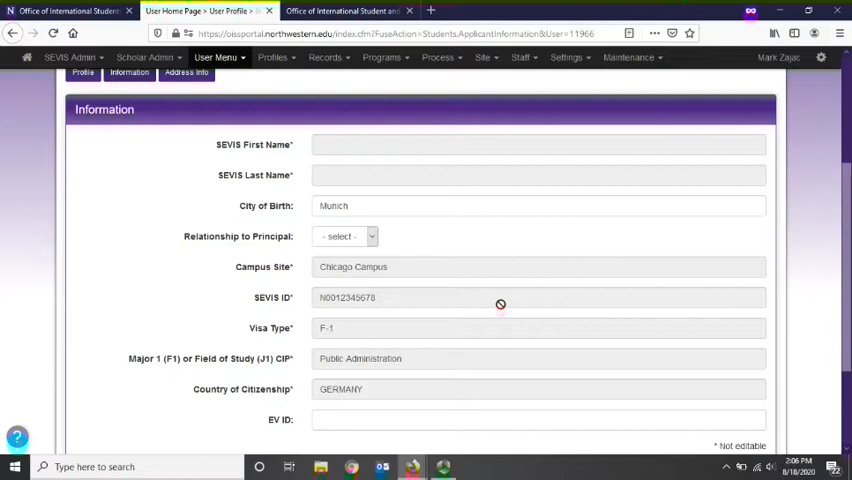 Office of International Student:
User Home Page > User Profile > I
Office of International Student and
https://oissportal.northwestern.edu/index.cfm?FuseAction=Students.ApplicantInformation&User=11966
SEVIS Admin
Scholar Admin
User Menu
Profiles
Records
Programs
Process
Site
Staff
Settings
Maintenance
Mark Zajac
Profile
Information
Address Info
Information
SEVIS First Name*
SEVIS Last Name*
City of Birth: Munich
Relationship to Principal: - select -
Campus Site* Chicago Campus
SEVIS ID* N0012345678
Visa Type* F-1
Major 1 (F1) or Field of Study (J1) CIP* Public Administration
Country of Citizenship* GERMANY
EV ID:
* Not editable
?
Type here to search
2:06 PM
8/18/2020
22